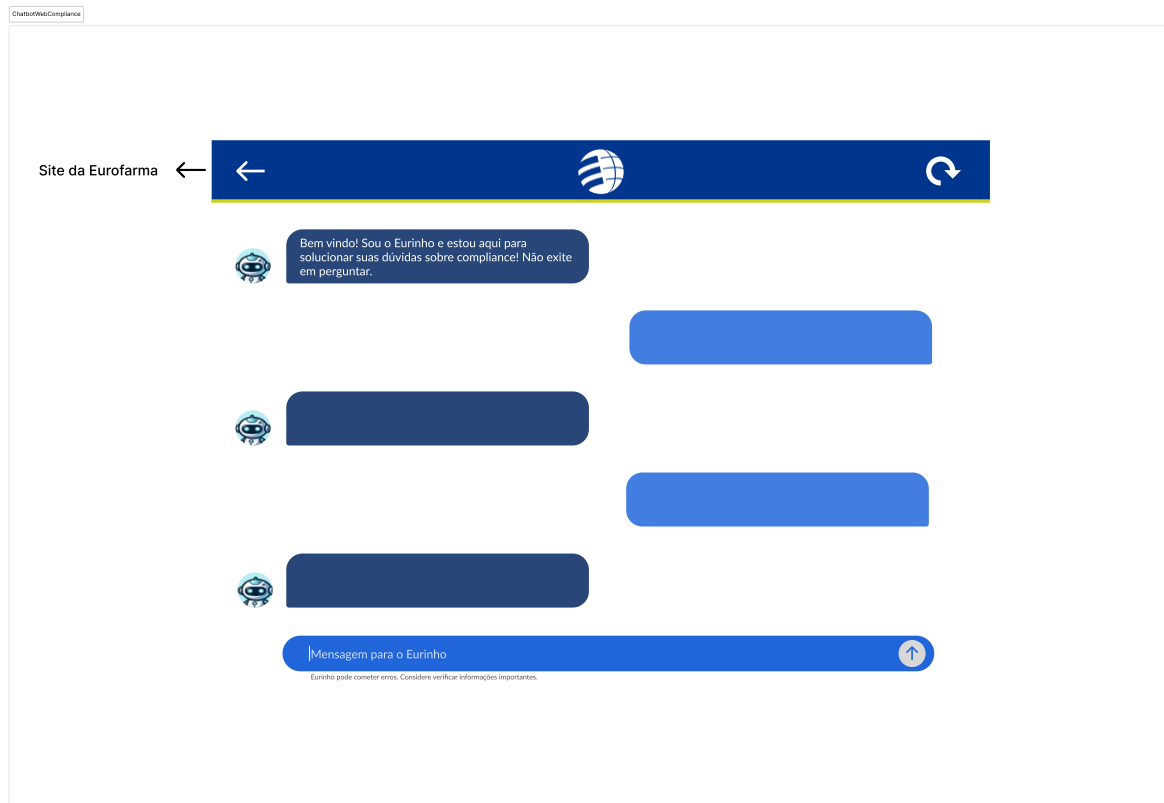 ChatbotWebCompliance
Site da Eurofarma
Bem vindo! Sou o Eurinho e estou aqui para
solucionar suas dúvidas sobre compliance! Não exite
em perguntar.
Mensagem para o Eurinho
Eurinho pode cometer erros. Considere verificar informações importantes.